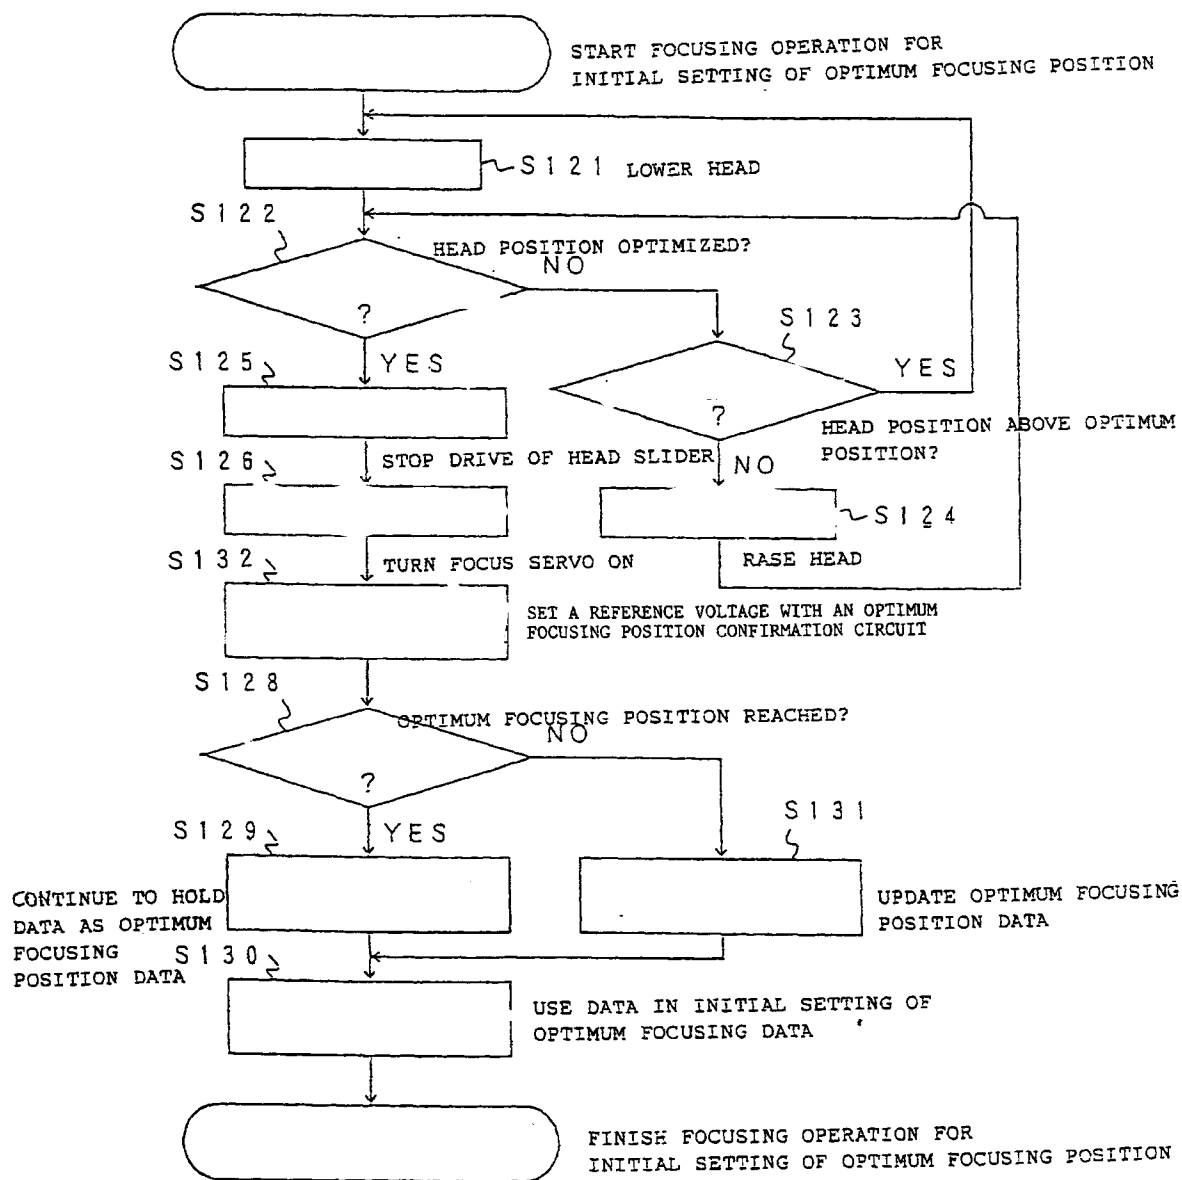 START FOCUSING OPERATION FOR
INITIAL SETTING OF OPTIMUM FOCUSING POSITION
S121 LOWER HEAD
S122
HEAD POSITION OPTIMIZED?
NO
?
S123
YES
?
HEAD POSITION ABOVE OPTIMUM
POSITION?
YES
S125
STOP DRIVE OF HEAD SLIDER
NO
S126
S124
RASE HEAD
TURN FOCUS SERVO ON
S132
SET A REFERENCE VOLTAGE WITH AN OPTIMUM
FOCUSING POSITION CONFIRMATION CIRCUIT
S128
OPTIMUM FOCUSING POSITION REACHED?
NO
?
YES
S129
S131
CONTINUE TO HOLD
DATA AS OPTIMUM
FOCUSING
POSITION DATA
UPDATE OPTIMUM FOCUSING
POSITION DATA
S130
USE DATA IN INITIAL SETTING OF
OPTIMUM FOCUSING DATA
FINISH FOCUSING OPERATION FOR
INITIAL SETTING OF OPTIMUM FOCUSING POSITION